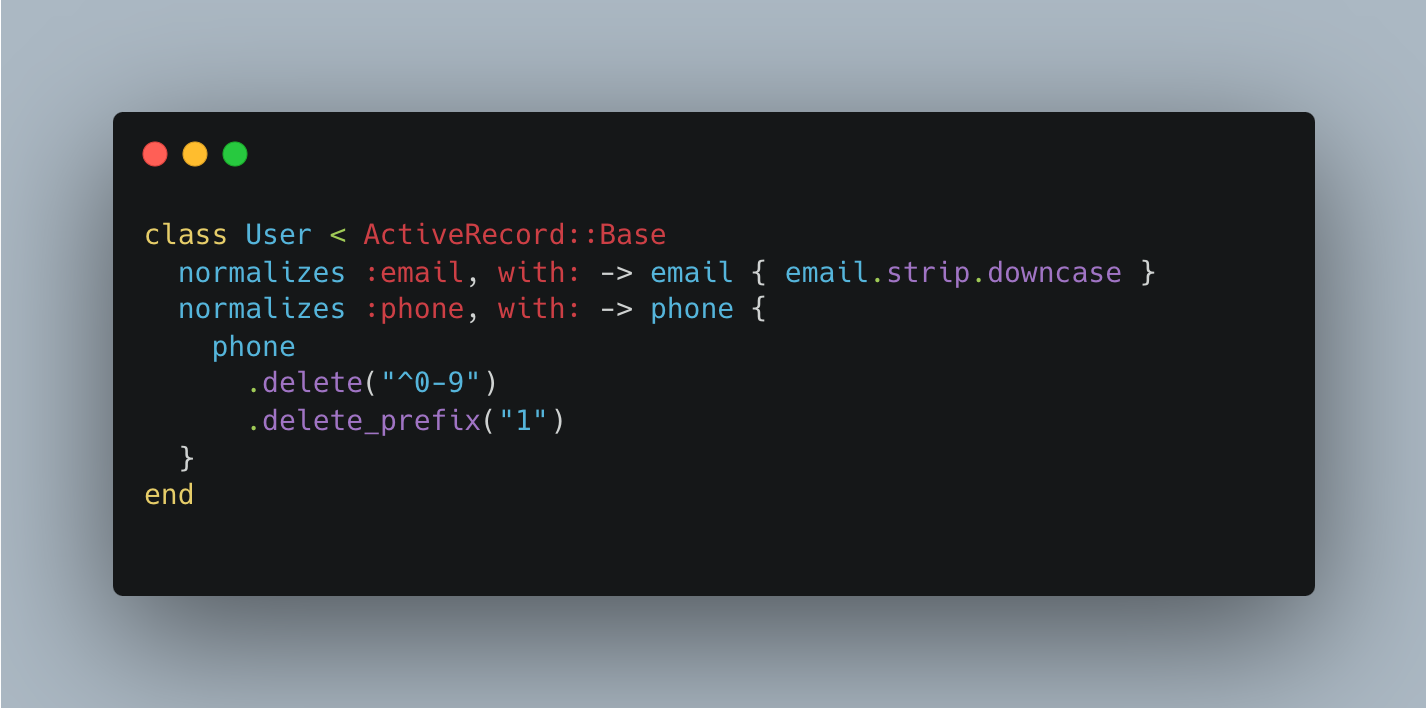 class User < ActiveRecord::Base
  normalizes :email, with: -> email { email.strip.downcase }
  normalizes :phone, with: -> phone {
    phone
      .delete("^0-9")
      .delete_prefix("1")
  }
end